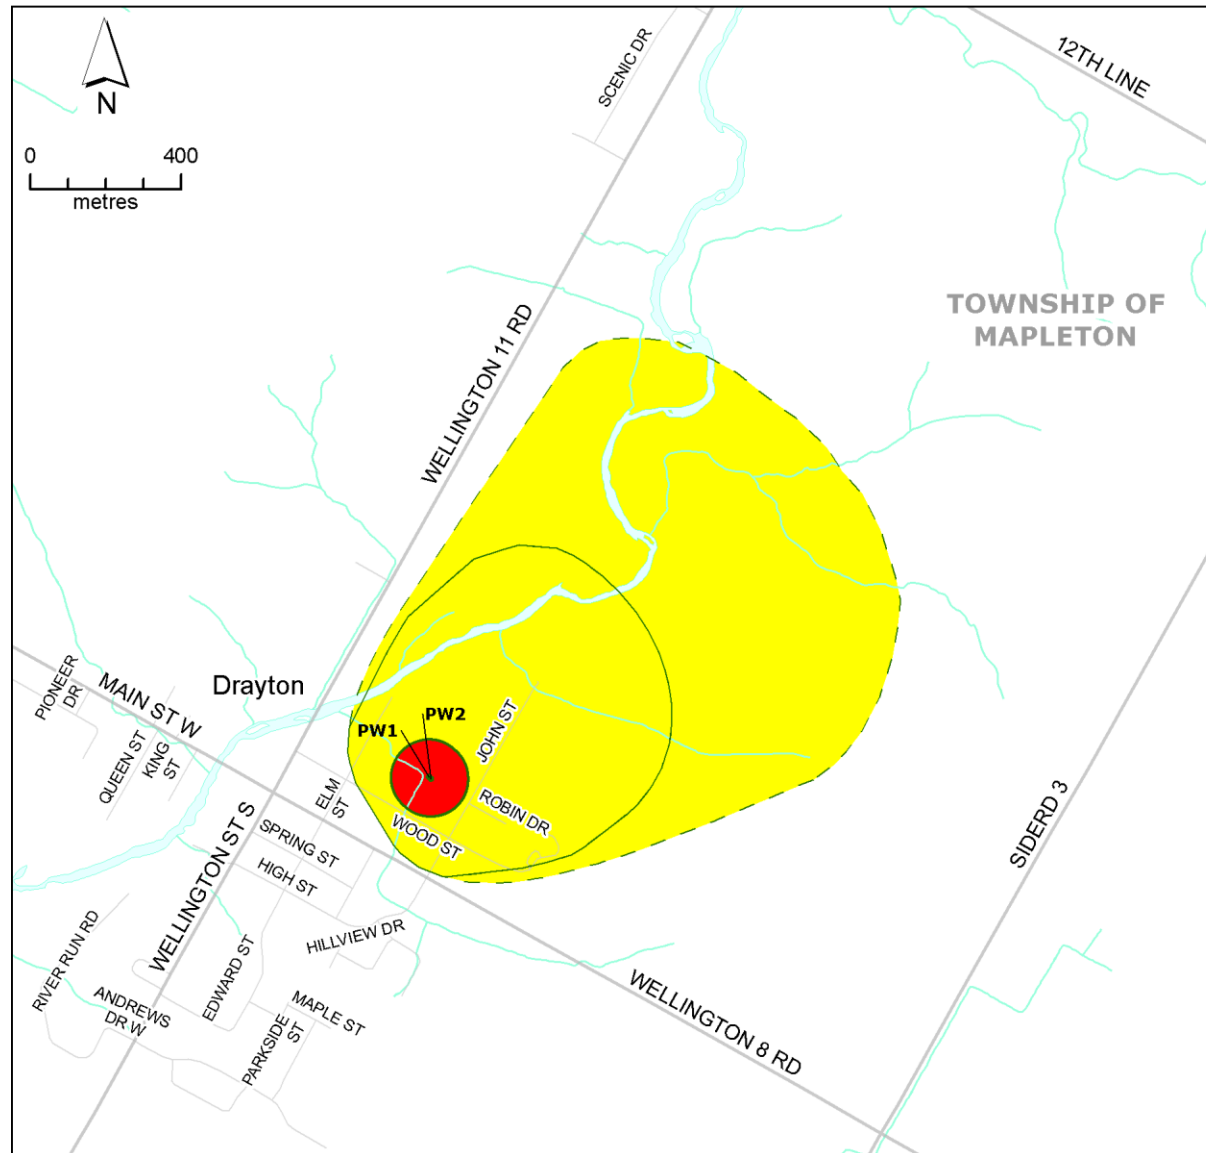 12TH LINE
SCENIC DR
N
0 400
metres
TOWNSHIP OF
MAPLETON
WELLINGTON 11 RD
Drayton
PIONEER
DR
MAIN ST W
QUEEN ST
KING
ST
PW1
PW2
JOHN ST
ELM
ST
ROBIN DR
WOOD ST
SPRING ST
HIGH ST
SIDERD 3
WELLINGTON ST S
HILLVIEW DR
RIVER RUN RD
EDWARD ST
ANDREWS
DR W
MAPLE ST
PARKSIDE
ST
WELLINGTON 8 RD